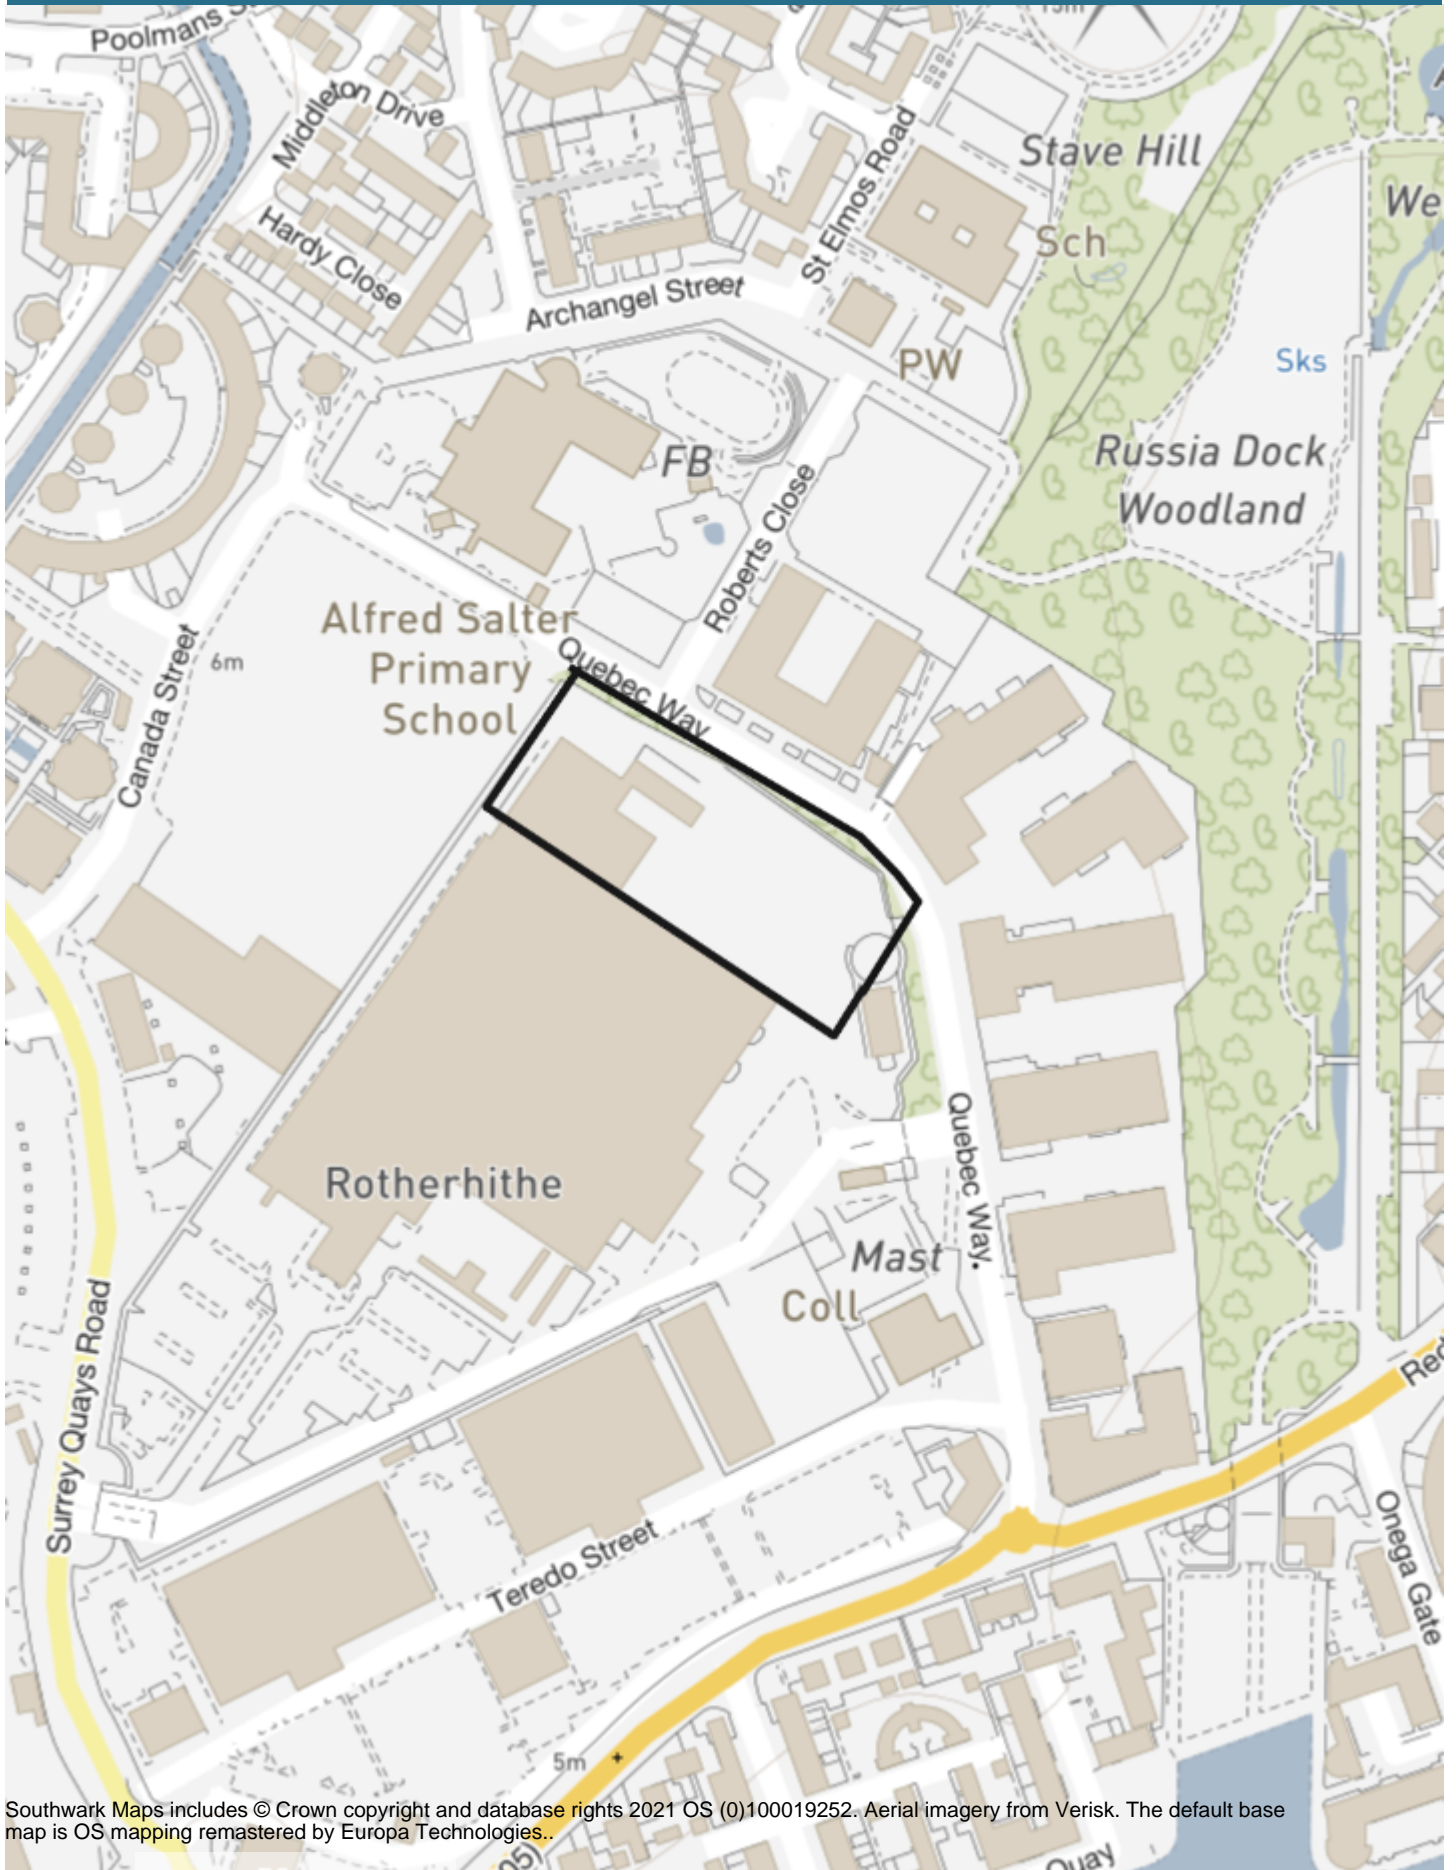 15m
Poolmans S
Middleton Drive
Stave Hill
St Elmos Road
We
Hardy Close
Sch
Archangel Street
PW
Sks
FB
Russia Dock
Woodland
Roberts Close
Alfred Salter
Primary
School
Quebec Way
6m
Canada Street
Quebec Way
Rotherhithe
Mast
Coll
Surrey Quays Road
Red
Teredo Street
Onega Gate
5m
Southwark Maps includes © Crown copyright and database rights 2021 OS (0)100019252. Aerial imagery from Verisk. The default base
map is OS mapping remastered by Europa Technologies..
05)
Quay